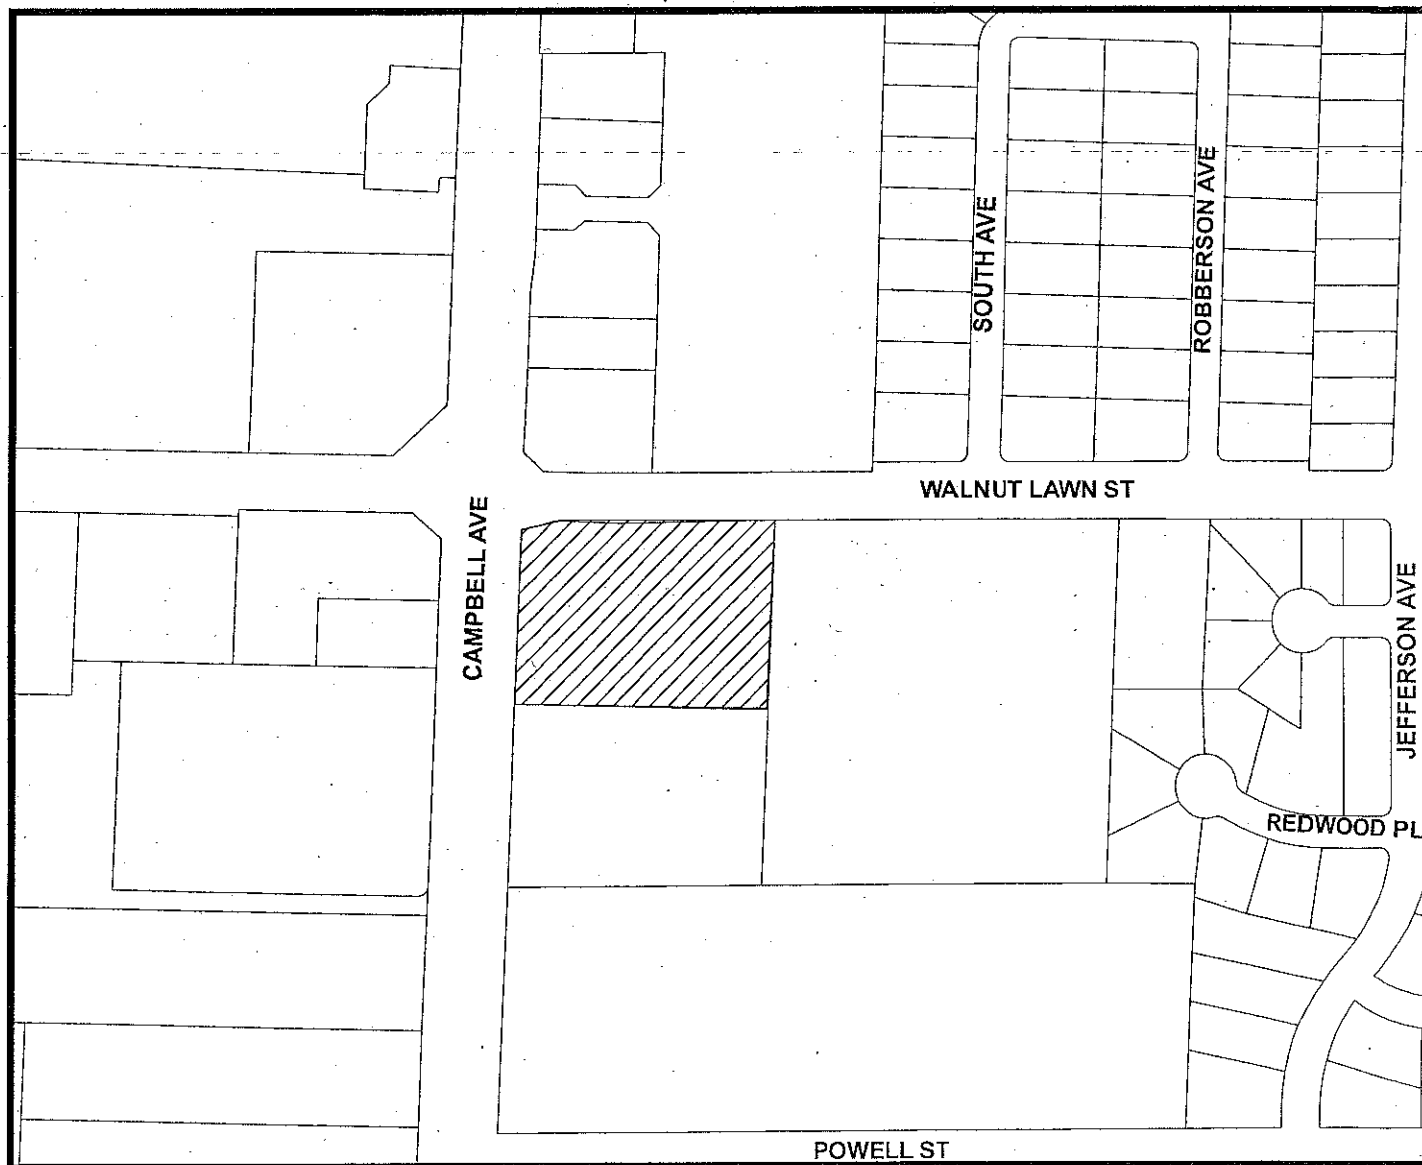 SOUTH AVE
ROBBERSON AVE
WALNUT LAWN ST
CAMPBELL AVE
JEFFERSON AVE
REDWOOD PL
POWELL ST